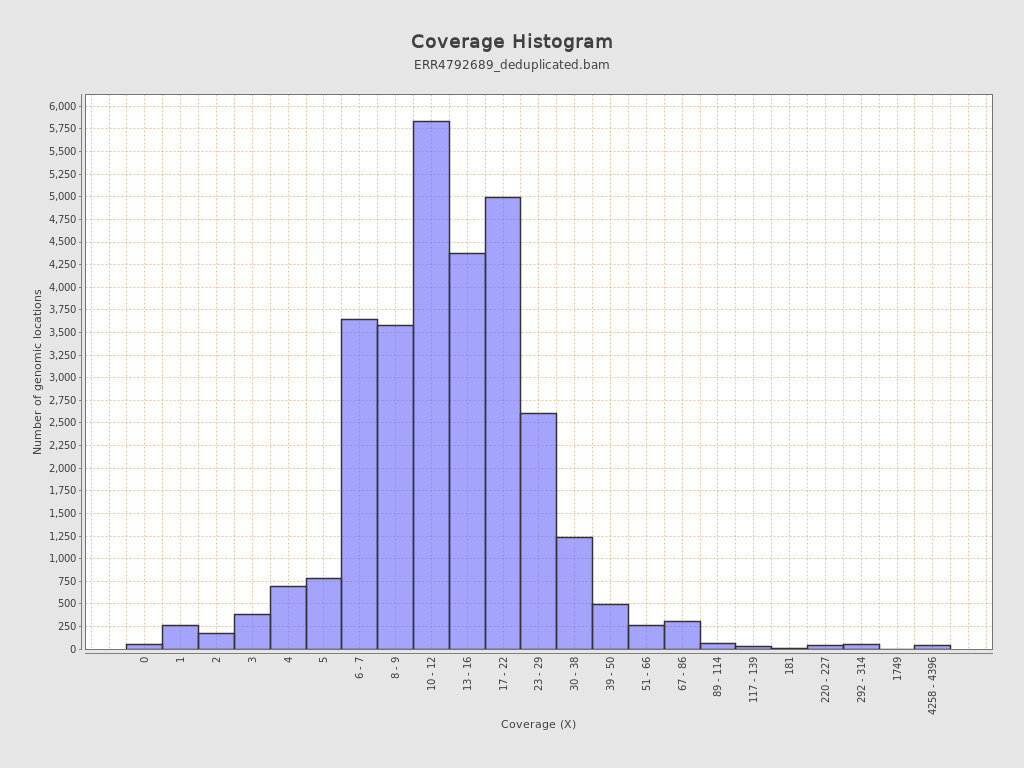 Coverage Histogram
ERR4792689_deduplicated.bam
Number of genomic locations
6,000
5,750
5,500
5,250
5,000
4,750
4,500
4,250
4,000
3,750
3,500
3,250
3,000
2,750
2,500
2,250
2,000
1,750
1,500
1,250
1,000
750
500
250
0
0
1
2
3
4
5
6 - 7
8 - 9
10 - 12
13 - 16
17 - 22
23 - 29
30 - 38
39 - 50
51 - 66
67 - 86
89 - 114
117 - 139
181
220 - 227
292 - 314
1749
4258 - 4396
Coverage (X)